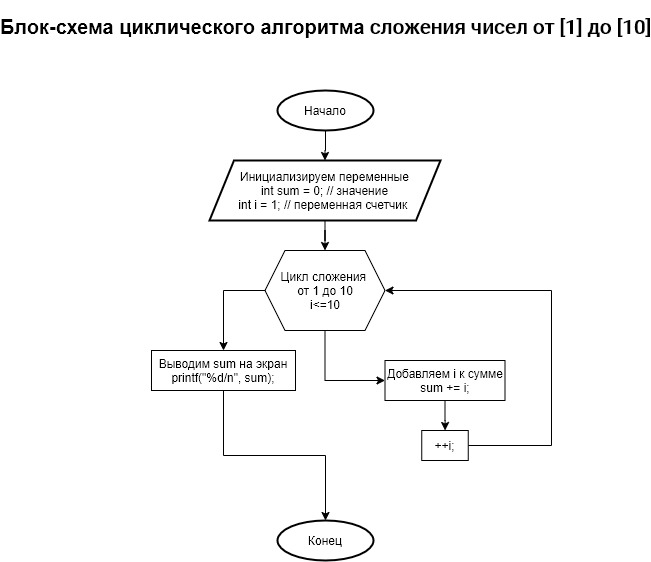 Блок-схема циклического алгоритма сложения чисел от [1] до [10]
Начало
Инициализируем переменные
int sum = 0; // значение
int i = 1; // переменная счетчик
Цикл сложения
от 1 до 10
i<=10
Выводим sum на экран
printf("%d/n", sum);
Добавляем i к сумме
sum += i;
++i;
Конец